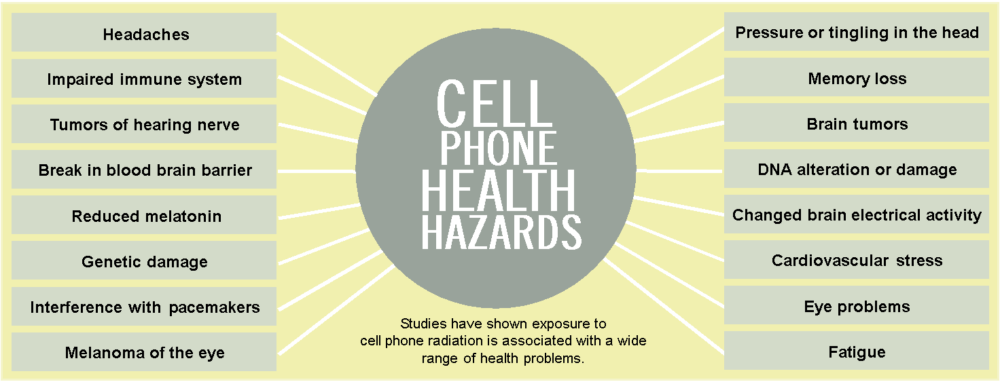 Headaches
Impaired immune system
Tumors of hearing nerve
Break in blood brain barrier
Reduced melatonin
Genetic damage
Interference with pacemakers
Melanoma of the eye
CELL
PHONE
HEALTH
HAZARDS
Studies have shown exposure to
cell phone radiation is associated with a wide
range of health problems.
Pressure or tingling in the head
Memory loss
Brain tumors
DNA alteration or damage
Changed brain electrical activity
Cardiovascular stress
Eye problems
Fatigue